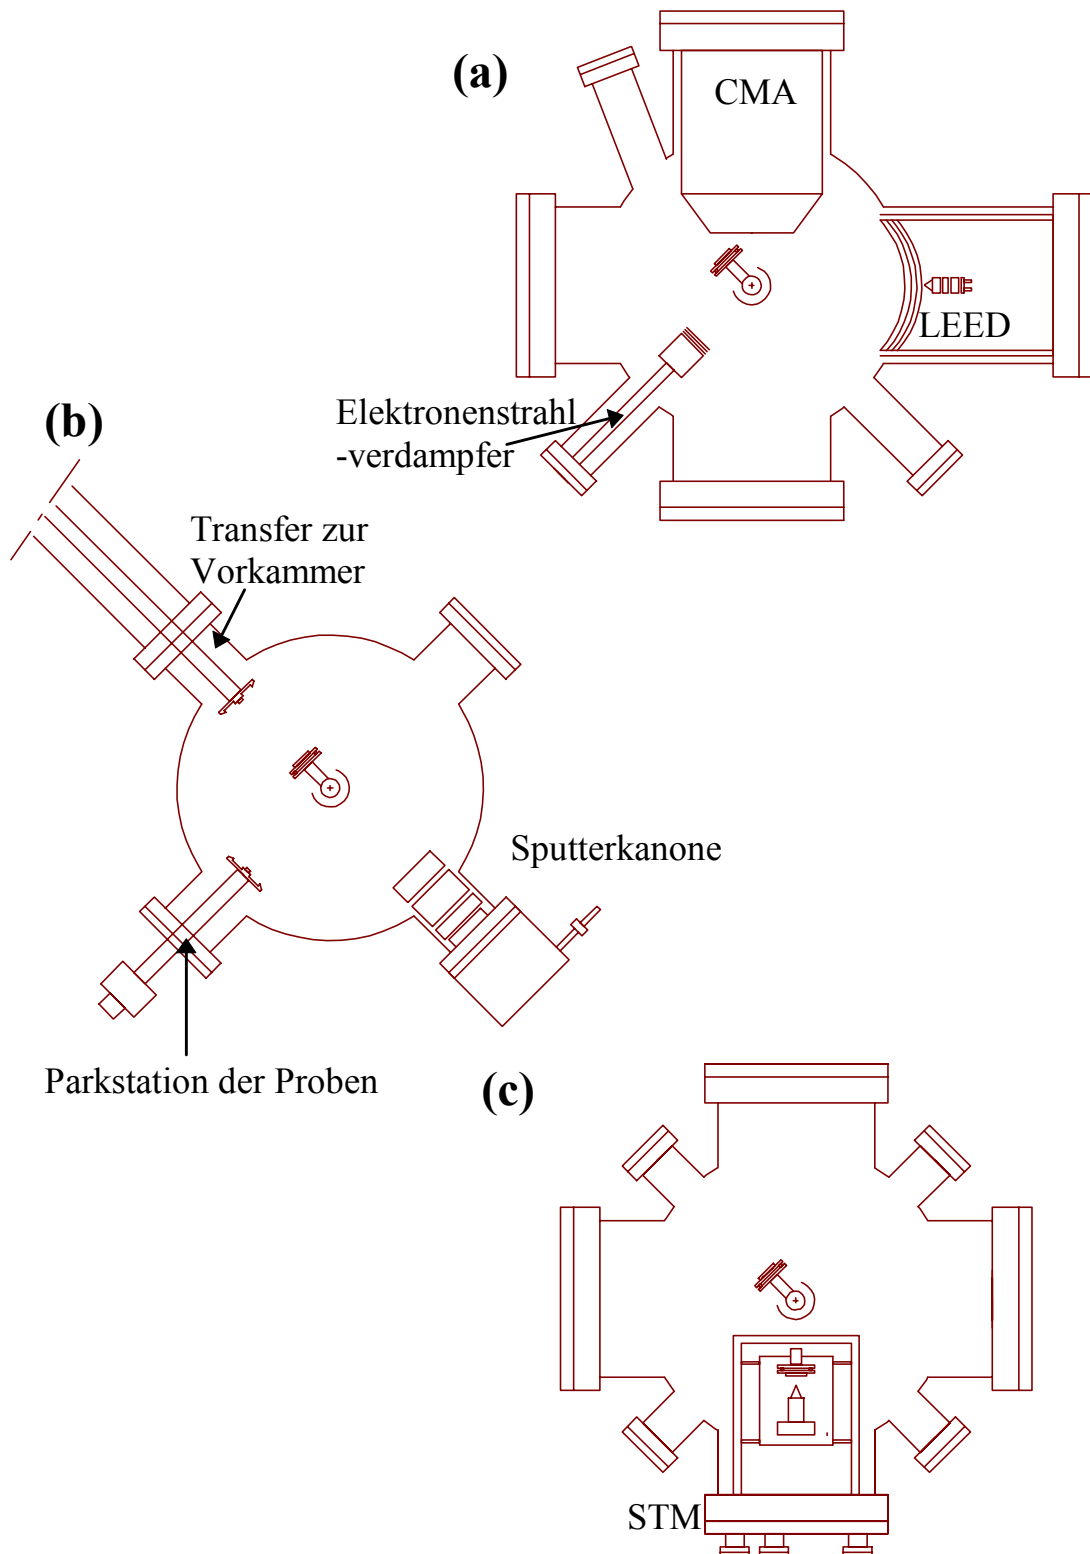 (a)
CMA
LEED
Elektronenstrahl
-verdampfer
(b)
Transfer zur
Vorkammer
Sputterkanone
Parkstation der Proben
(c)
STM